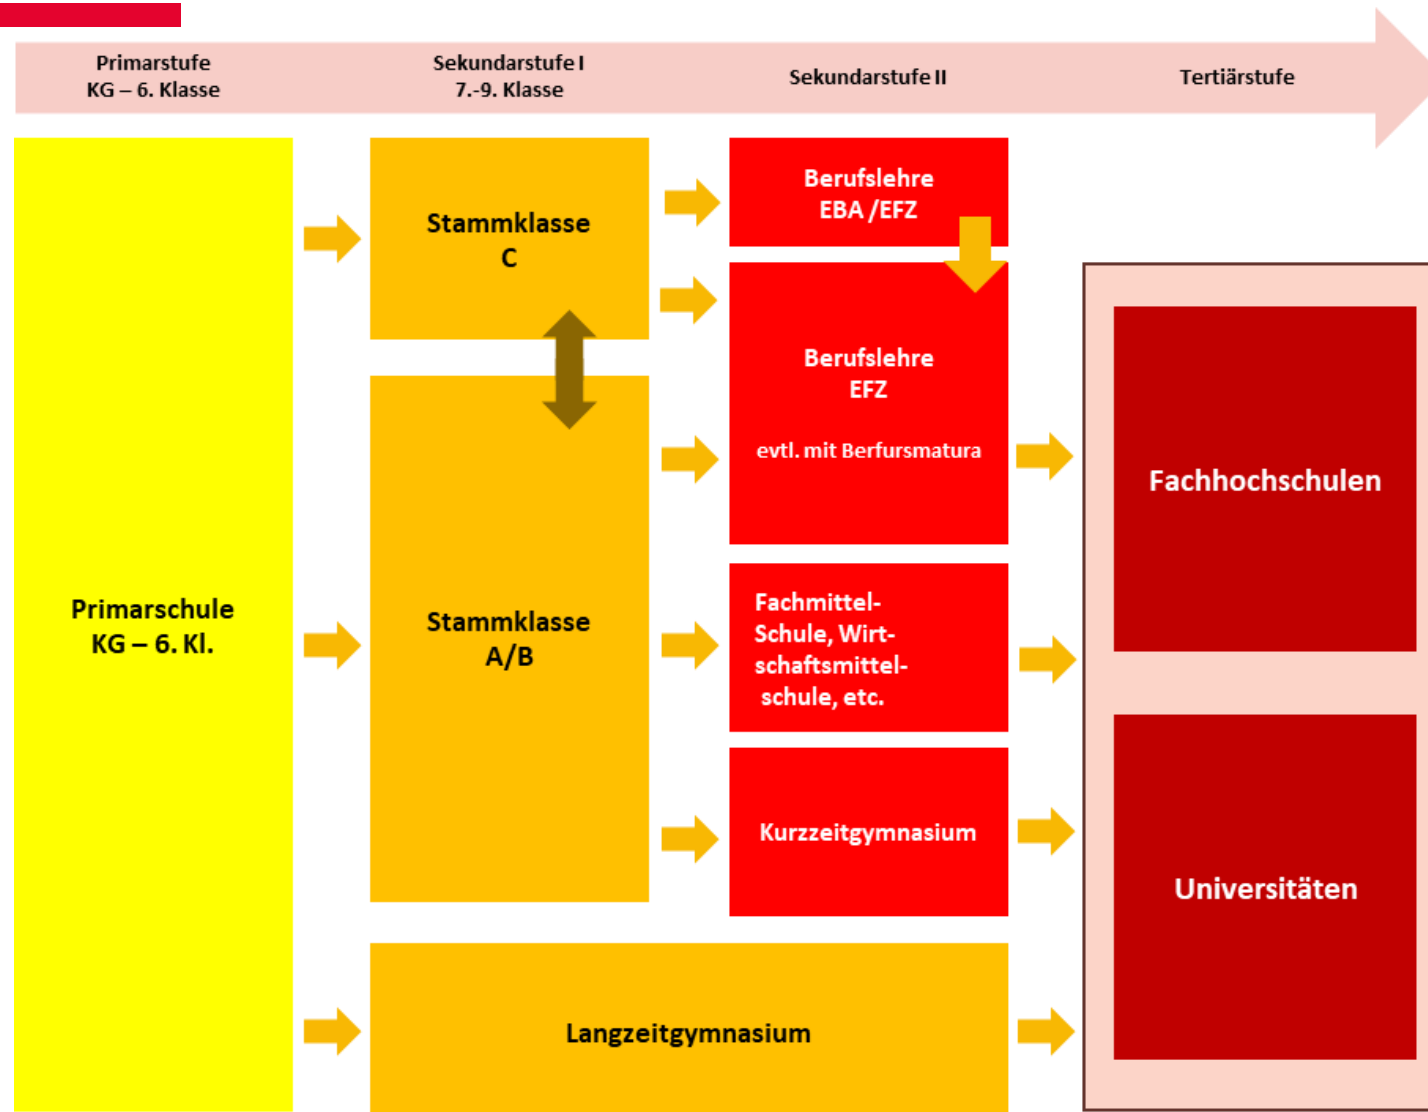 Primarstufe
KG – 6. Klasse
Sekundarstufe I
7.-9. Klasse
Sekundarstufe II
Tertiärstufe
Primarschule
KG – 6. Kl.
Stammklasse
C
Stammklasse
A/B
Langzeitgymnasium
Berufslehre
EBA /EFZ
Berufslehre
EFZ
evtl. mit Berfursmatura
Fachmittel-
Schule, Wirt-
schaftsmittel-
schule, etc.
Kurzzeitgymnasium
Fachhochschulen
Universitäten